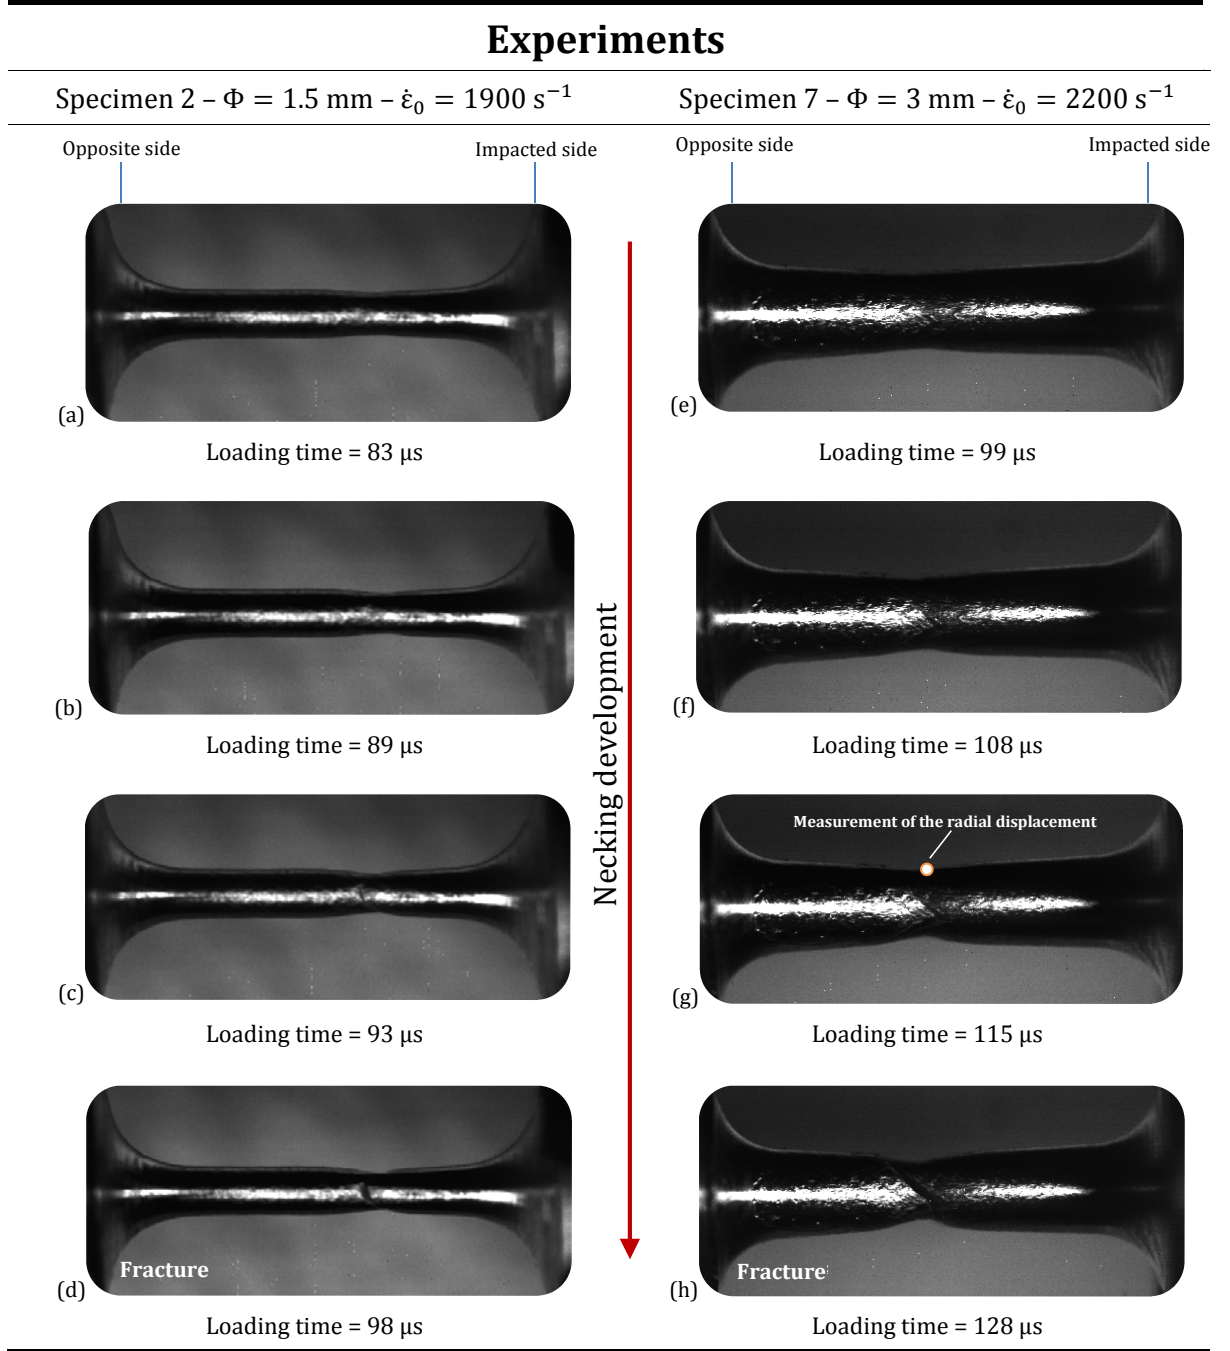 Experiments
Specimen 2 – Φ = 1.5 mm – ε̇₀ = 1900 s⁻¹
Specimen 7 – Φ = 3 mm – ε̇₀ = 2200 s⁻¹
Opposite side
Impacted side
Opposite side
Impacted side
(a)
Loading time = 83 µs
(e)
Loading time = 99 µs
Necking development
(b)
Loading time = 89 µs
(f)
Loading time = 108 µs
(c)
Loading time = 93 µs
Measurement of the radial displacement
(g)
Loading time = 115 µs
Fracture
(d)
Loading time = 98 µs
Fracture
(h)
Loading time = 128 µs